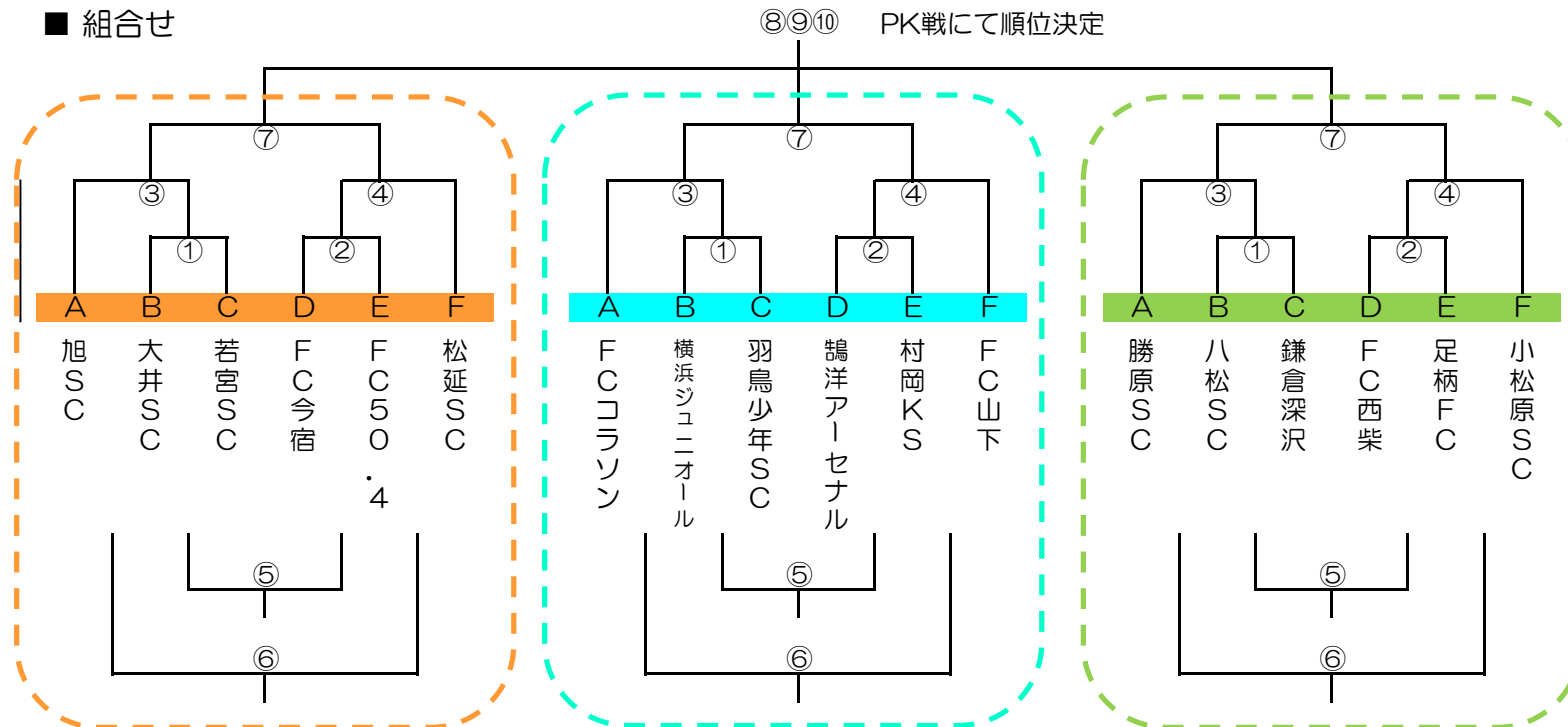 ■ 組合せ
⑧⑨⑩ PK戦にて順位決定
⑦ ⑦ ⑦
③ ④ ③ ④ ③ ④
① ② ① ② ① ②
A B C D E F
A B C D E F
A B C D E F
旭SC
大井SC
若宮SC
FC今宿
FC50.4
松延SC
FCコラソン
横浜ジュニオール
羽鳥少年SC
鵠洋アーセナル
村岡KS
FC山下
勝原SC
八松SC
鎌倉深沢
FC西柴
足柄FC
小松原SC
⑤ ⑤ ⑤
⑥ ⑥ ⑥